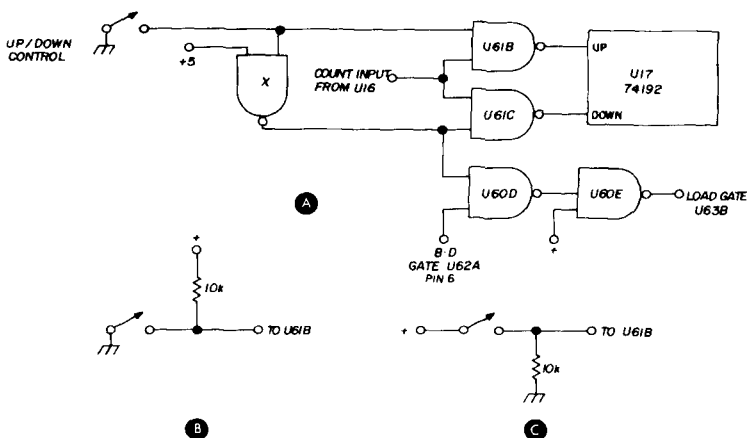 UP/DOWN
CONTROL
+5
X
COUNT INPUT
FROM U16
U61B
U61C
UP
U17
74192
DOWN
U60D
U60E
LOAD GATE
U63B
B·D
GATE U62A
PIN 6
+
A
+
10k
TO U61B
B
+
TO U61B
10k
C